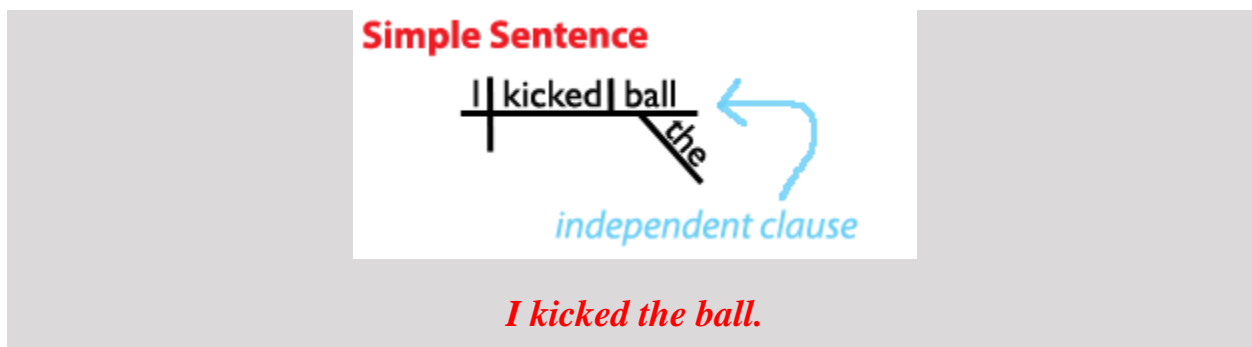 Simple Sentence
I kicked ball
the
independent clause
I kicked the ball.